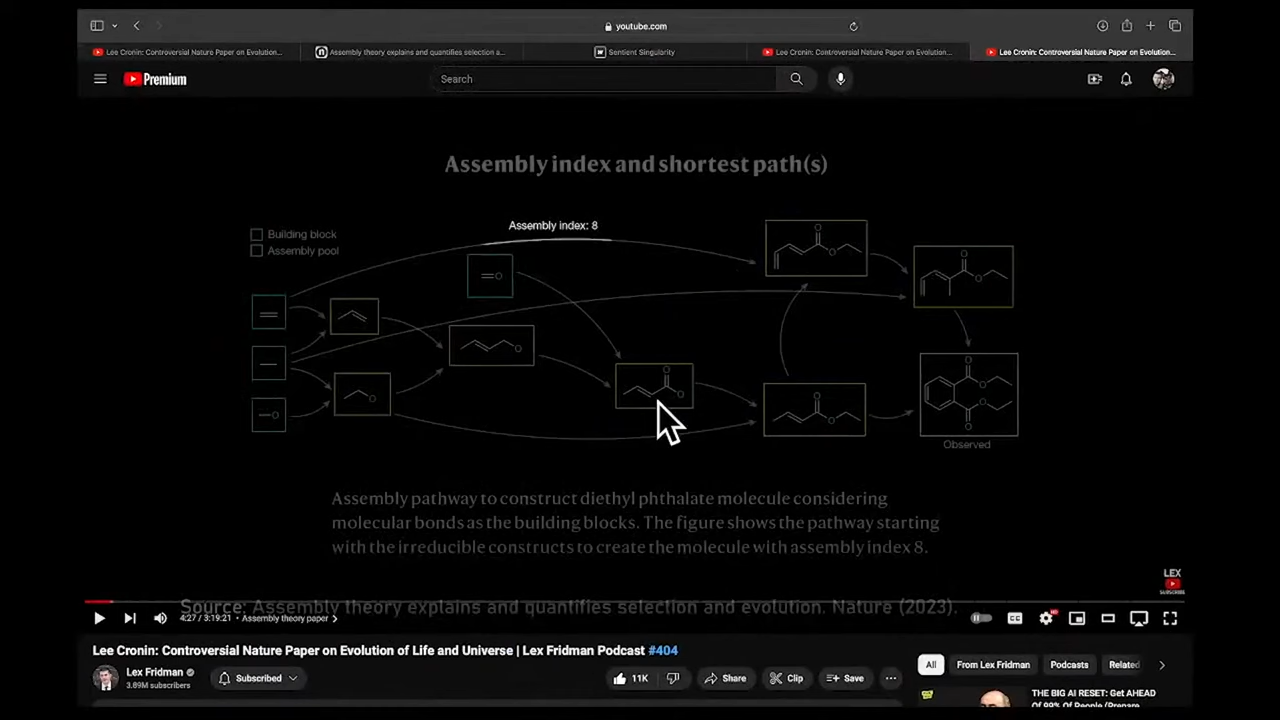 youtube.com
Lee Cronin: Controversial Nature Paper on Evolution...
Assembly theory explains and quantifies selection a...
Sentient Singularity
Lee Cronin: Controversial Nature Paper on Evolution...
Lee Cronin: Controversial Nature Paper on Evolution...
Premium
Search
Assembly index and shortest path(s)
Assembly index: 8
Building block
Assembly pool
Observed
Assembly pathway to construct diethyl phthalate molecule considering
molecular bonds as the building blocks. The figure shows the pathway starting
with the irreducible constructs to create the molecule with assembly index 8.
LEX
SUBSCRIBE
Source: Assembly theory explains and quantifies selection and evolution. Nature (2023).
4:27 / 3:19:21 • Assembly theory paper
Lee Cronin: Controversial Nature Paper on Evolution of Life and Universe | Lex Fridman Podcast #404
Lex Fridman
3.89M subscribers
Subscribed
11K
Share
Clip
Save
All
From Lex Fridman
Podcasts
Related
THE BIG AI RESET: Get AHEAD
Of 99% Of People (Prepare